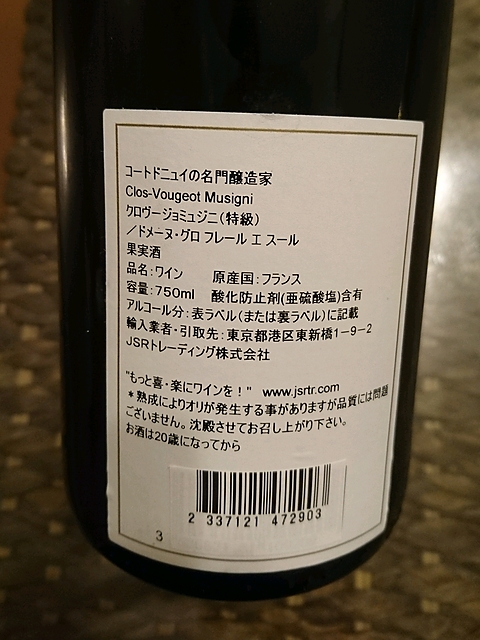 コートドニュイの名門醸造家
Clos-Vougeot Musigni
クロヴージョミュジニ（特級）
／ドメーヌ・グロ フレール エ スール
果実酒
品名：ワイン　原産国：フランス
容量：750ml　酸化防止剤(亜硫酸塩)含有
アルコール分：表ラベル(または裏ラベル)に記載
輸入業者・引取先：東京都港区東新橋1－9－2
JSRトレーディング株式会社
"もっと喜・楽にワインを！"　www.jsrtr.com
＊熟成によりオリが発生する事がありますが品質には問題
ございません。沈殿させてお召し上がり下さい。
お酒は20歳になってから
2 337121 472903
3